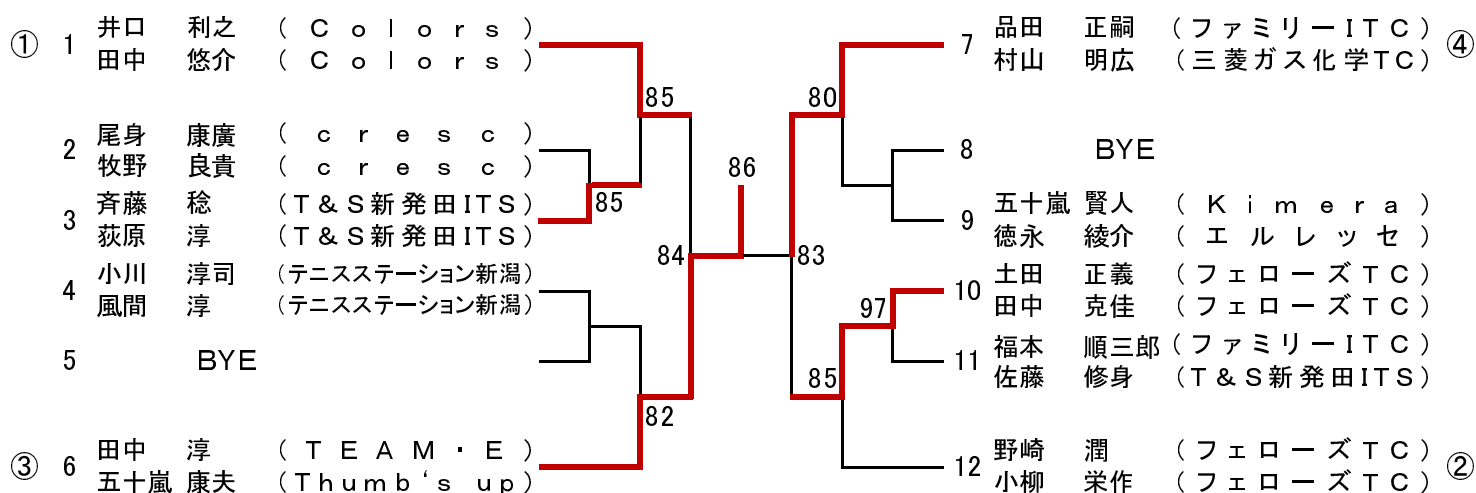 ① 1 井口 利之 (Colors)
田中 悠介 (Colors)
85
2 尾身 康廣 (cresc)
牧野 良貴 (cresc)
85
3 斉藤 稔 (T&S新発田ITS)
荻原 淳 (T&S新発田ITS)
84
4 小川 淳司 (テニスステーション新潟)
風間 淳 (テニスステーション新潟)
5 BYE
82
③ 6 田中 淳 (TEAM・E)
五十嵐 康夫 (Thumb‘s up)
86
7 品田 正嗣 (ファミリーITC) ④
村山 明広 (三菱ガス化学TC)
80
8 BYE
9 五十嵐 賢人 (Kimera)
徳永 綾介 (エルレッセ)
83
10 土田 正義 (フェローズTC)
田中 克佳 (フェローズTC)
97
11 福本 順三郎 (ファミリーITC)
佐藤 修身 (T&S新発田ITS)
85
12 野崎 潤 (フェローズTC) ②
小柳 栄作 (フェローズTC)